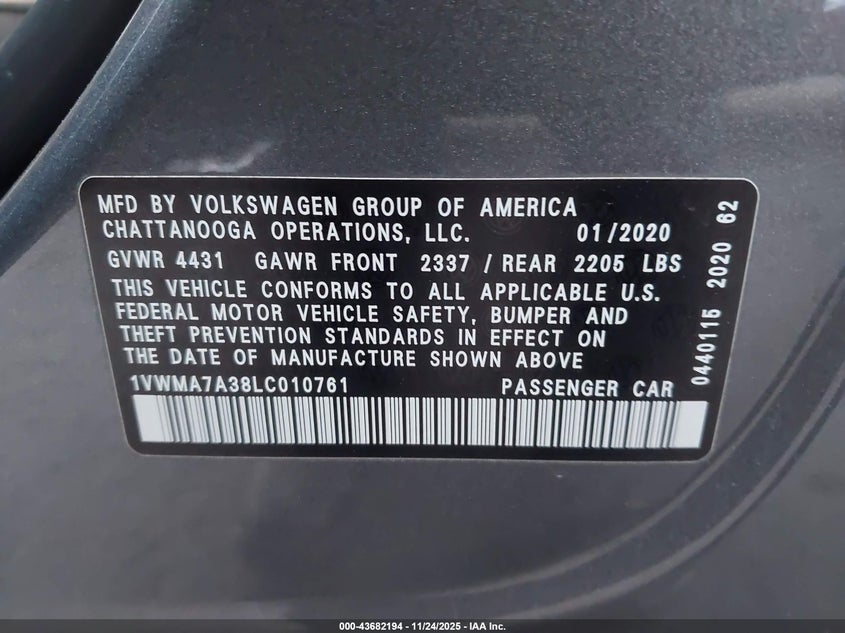 MFD BY VOLKSWAGEN GROUP OF AMERICA
CHATTANOOGA OPERATIONS, LLC. 01/2020
GVWR 4431 GAWR FRONT 2337 / REAR 2205 LBS
THIS VEHICLE CONFORMS TO ALL APPLICABLE U.S.
FEDERAL MOTOR VEHICLE SAFETY, BUMPER AND
THEFT PREVENTION STANDARDS IN EFFECT ON
THE DATE OF MANUFACTURE SHOWN ABOVE
1VWMA7A38LC010761 PASSENGER CAR
0440115 2020 62
000-43682194 - 11/24/2025 - IAA Inc.